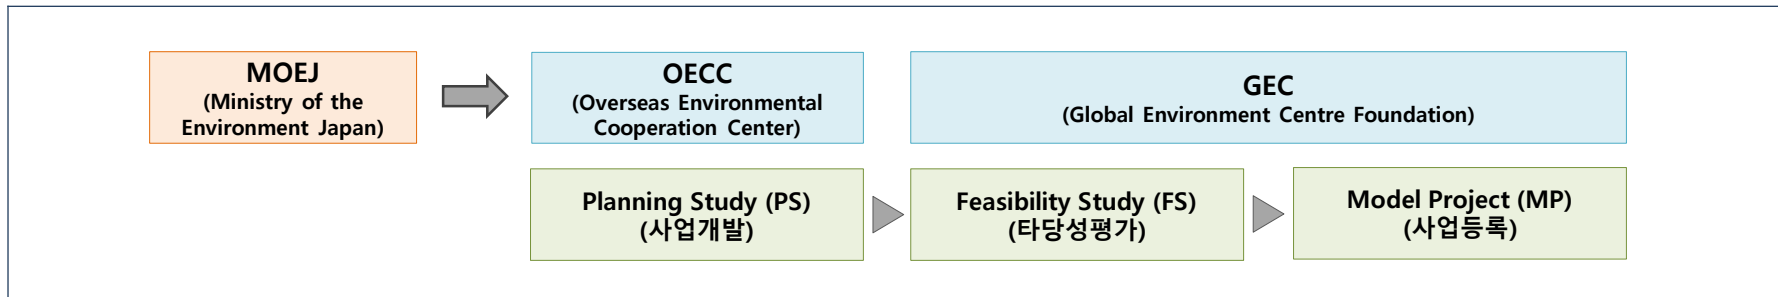 MOEJ
(Ministry of the
Environment Japan)
OECC
(Overseas Environmental
Cooperation Center)
GEC
(Global Environment Centre Foundation)
Planning Study (PS)
(사업개발)
Feasibility Study (FS)
(타당성평가)
Model Project (MP)
(사업등록)